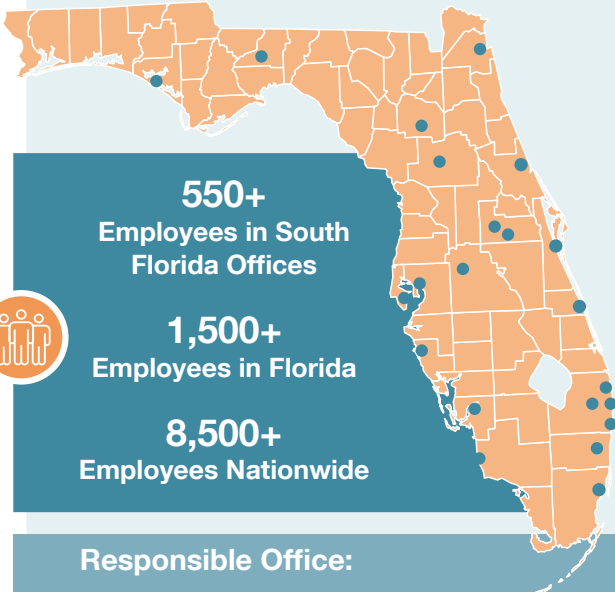 550+
Employees in South
Florida Offices
1,500+
Employees in Florida
8,500+
Employees Nationwide
Responsible Office: